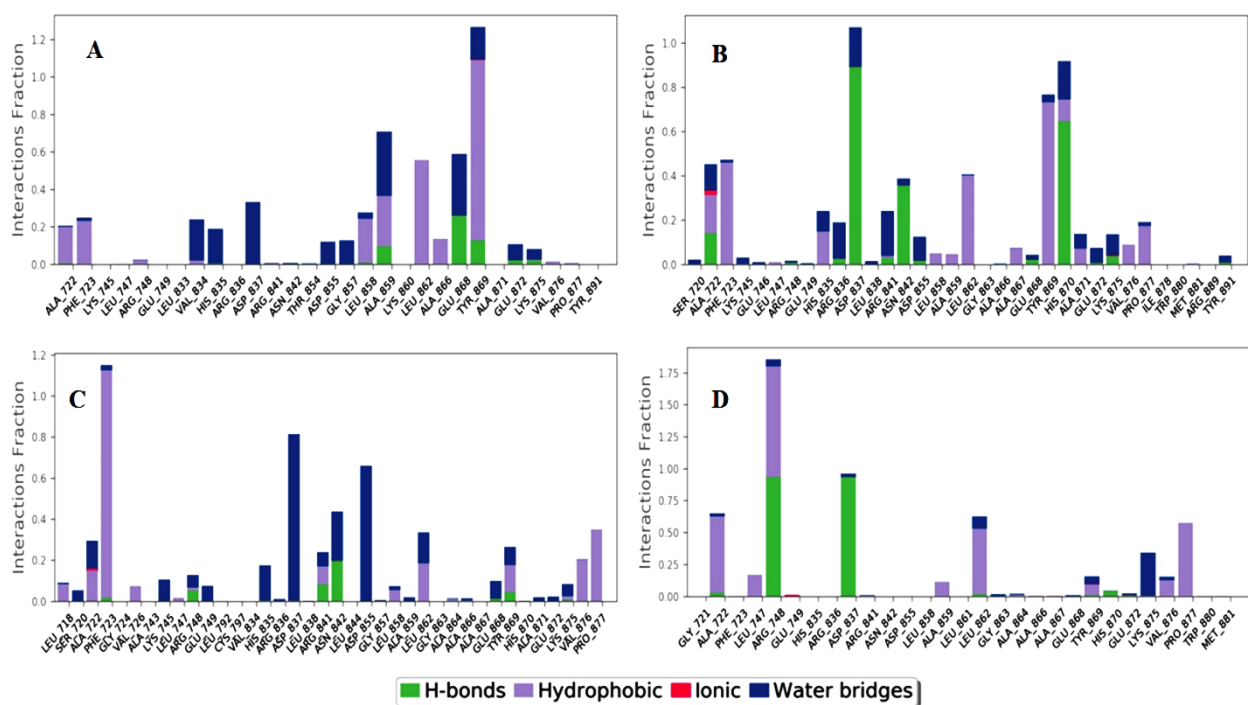 A
Interactions Fraction
1.2
1.0
0.8
0.6
0.4
0.2
0.0
ALA_722
PHE_723
LYS_745
LEU_747
ARG_748
GLU_749
LEU_833
VAL_834
HIS_835
ARG_836
ASP_837
ARG_841
ASN_842
THR_854
ASP_855
GLY_857
LEU_858
ALA_859
LYS_860
LEU_862
ALA_866
GLU_868
TYR_869
ALA_871
GLU_872
LYS_875
VAL_876
PRO_877
TYR_891
B
Interactions Fraction
1.0
0.8
0.6
0.4
0.2
0.0
SER_720
ALA_722
PHE_723
LYS_745
GLU_746
LEU_747
ARG_748
GLU_749
HIS_835
ARG_836
ASP_837
LEU_838
ARG_841
ASN_842
ASP_855
LEU_858
ALA_859
LEU_862
GLY_863
ALA_866
ALA_867
GLU_868
TYR_869
HIS_870
ALA_871
GLU_872
LYS_875
VAL_876
PRO_877
ILE_878
TRP_880
MET_881
ARG_889
TYR_891
C
Interactions Fraction
1.2
1.0
0.8
0.6
0.4
0.2
0.0
LEU_718
SER_720
ALA_722
PHE_723
GLY_724
VAL_726
ALA_743
LYS_745
LEU_747
ARG_748
GLU_749
LEU_792
CYS_797
VAL_834
HIS_835
ARG_836
ASP_837
LEU_838
ARG_841
ASN_842
LEU_844
ASP_855
GLY_857
LEU_858
ALA_859
LEU_862
GLY_863
ALA_864
ALA_866
ALA_867
GLU_868
TYR_869
HIS_870
ALA_871
GLU_872
LYS_875
VAL_876
PRO_877
D
Interactions Fraction
1.75
1.50
1.25
1.00
0.75
0.50
0.25
0.00
GLY_721
ALA_722
PHE_723
LEU_747
ARG_748
GLU_749
HIS_835
ARG_836
ASP_837
ARG_841
ASN_842
ASP_855
LEU_858
ALA_859
LEU_861
LEU_862
GLY_863
ALA_864
ALA_866
ALA_867
GLU_868
TYR_869
HIS_870
GLU_872
LYS_875
VAL_876
PRO_877
TRP_880
MET_881
H-bonds Hydrophobic Ionic Water bridges